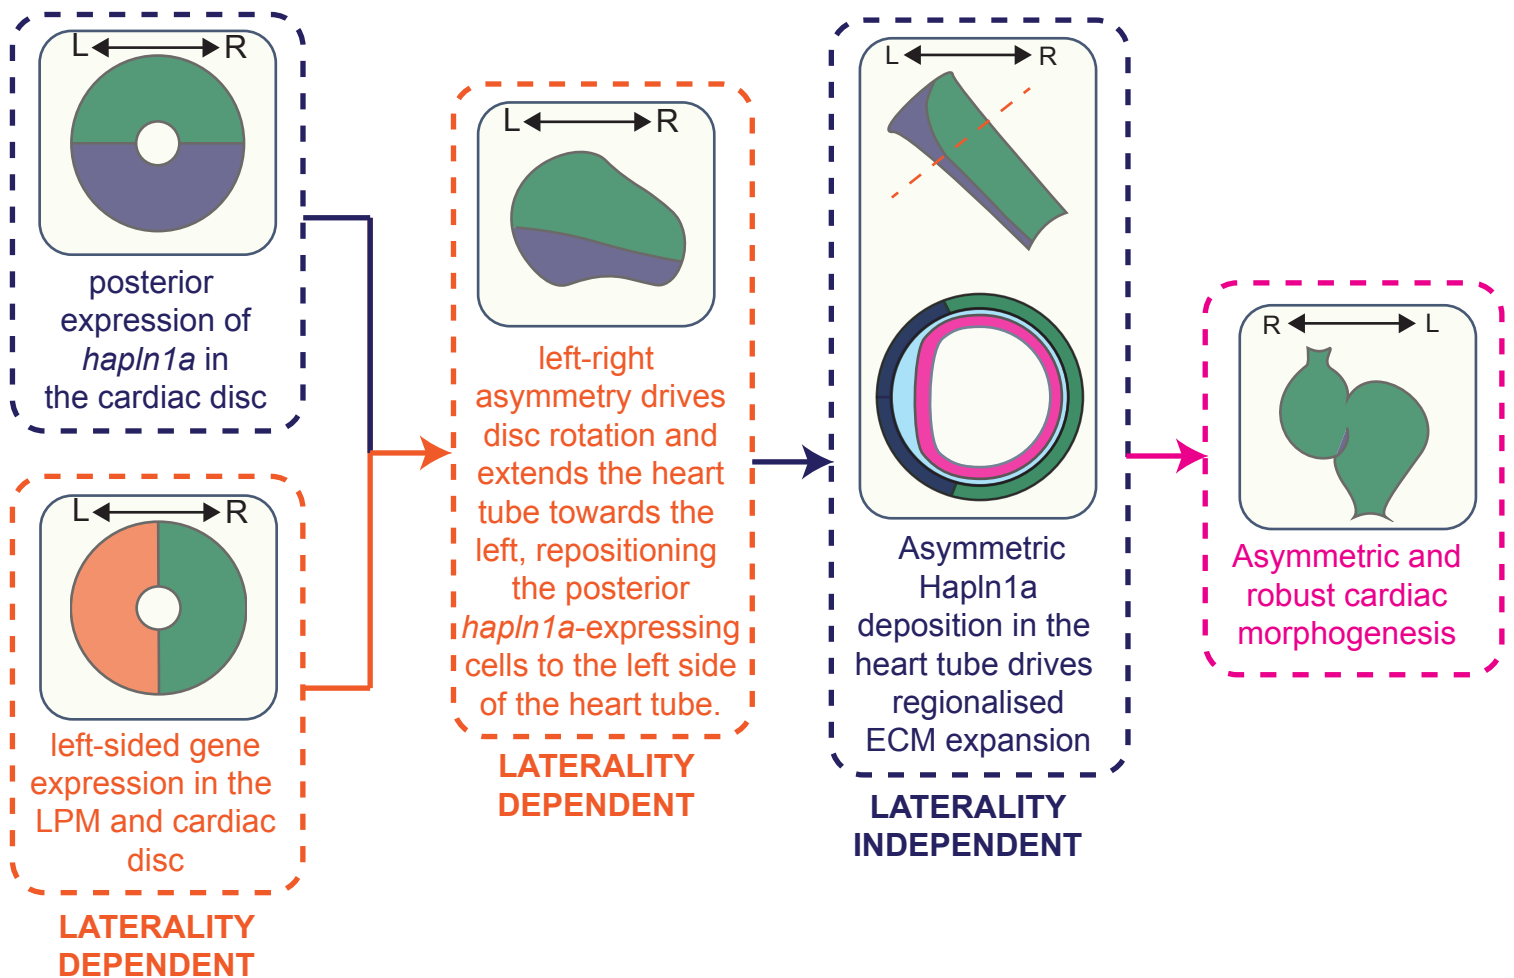 L R
posterior
expression of
hapln1a in
the cardiac disc
L R
left-sided gene
expression in the
LPM and cardiac
disc
LATERALITY
DEPENDENT
L R
left-right
asymmetry drives
disc rotation and
extends the heart
tube towards the
left, repositioning
the posterior
hapln1a-expressing
cells to the left side
of the heart tube.
LATERALITY
DEPENDENT
L R
Asymmetric
Hapln1a
deposition in the
heart tube drives
regionalised
ECM expansion
LATERALITY
INDEPENDENT
R L
Asymmetric and
robust cardiac
morphogenesis